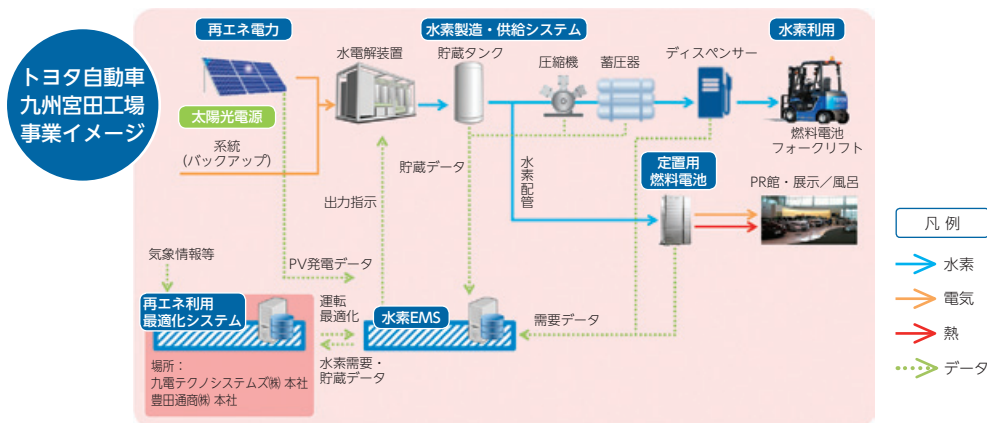 トヨタ自動車
九州宮田工場
事業イメージ
再エネ電力
水素製造・供給システム
水素利用
水電解装置
貯蔵タンク
圧縮機
蓄圧器
ディスペンサー
太陽光電源
系統
(バックアップ)
燃料電池
フォークリフト
貯蔵データ
水素配管
定置用
燃料電池
PR館・展示／風呂
出力指示
気象情報等
PV発電データ
再エネ利用
最適化システム
運転
最適化
水素EMS
需要データ
水素需要・
貯蔵データ
場所：
九電テクノシステムズ㈱ 本社
豊田通商㈱ 本社
凡 例
水素
電気
熱
データ